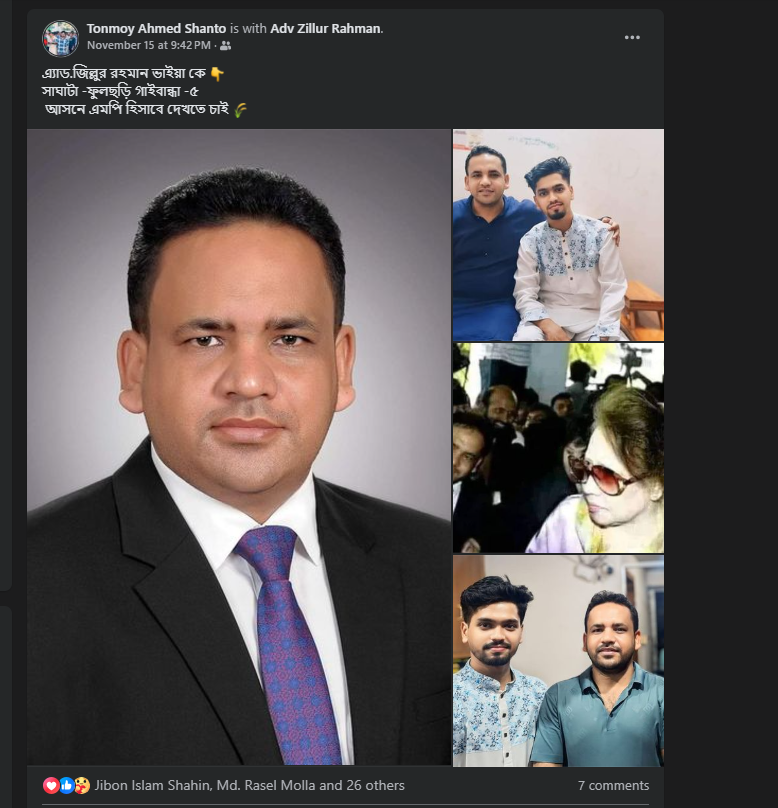 Tonmoy Ahmed Shanto is with Adv Zillur Rahman.
November 15 at 9:42 PM ·
এ্যাড.জিল্লুর রহমান ভাইয়া কে 👇
সাঘাটা -ফুলছড়ি গাইবান্ধা -৫
আসনে এমপি হিসাবে দেখতে চাই 🌾
Jibon Islam Shahin, Md. Rasel Molla and 26 others
7 comments